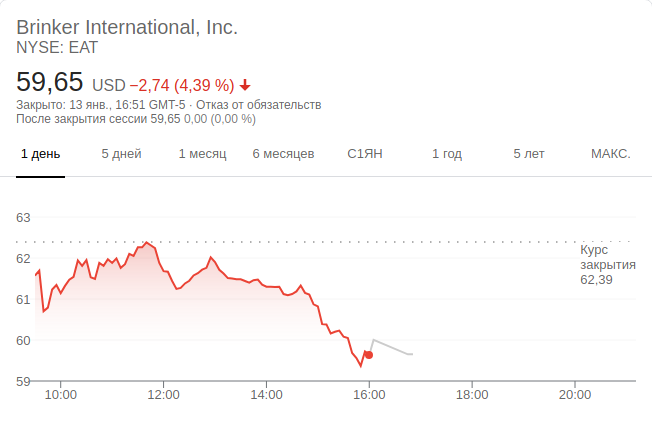 Brinker International, Inc.
NYSE: EAT
59,65 USD −2,74 (4,39 %)
Закрыто: 13 янв., 16:51 GMT-5 · Отказ от обязательств
После закрытия сессии 59,65 0,00 (0,00 %)
1 день 5 дней 1 месяц 6 месяцев С1ЯН 1 год 5 лет МАКС.
63
62
61
60
59
Курс
закрытия
62,39
10:00 12:00 14:00 16:00 18:00 20:00